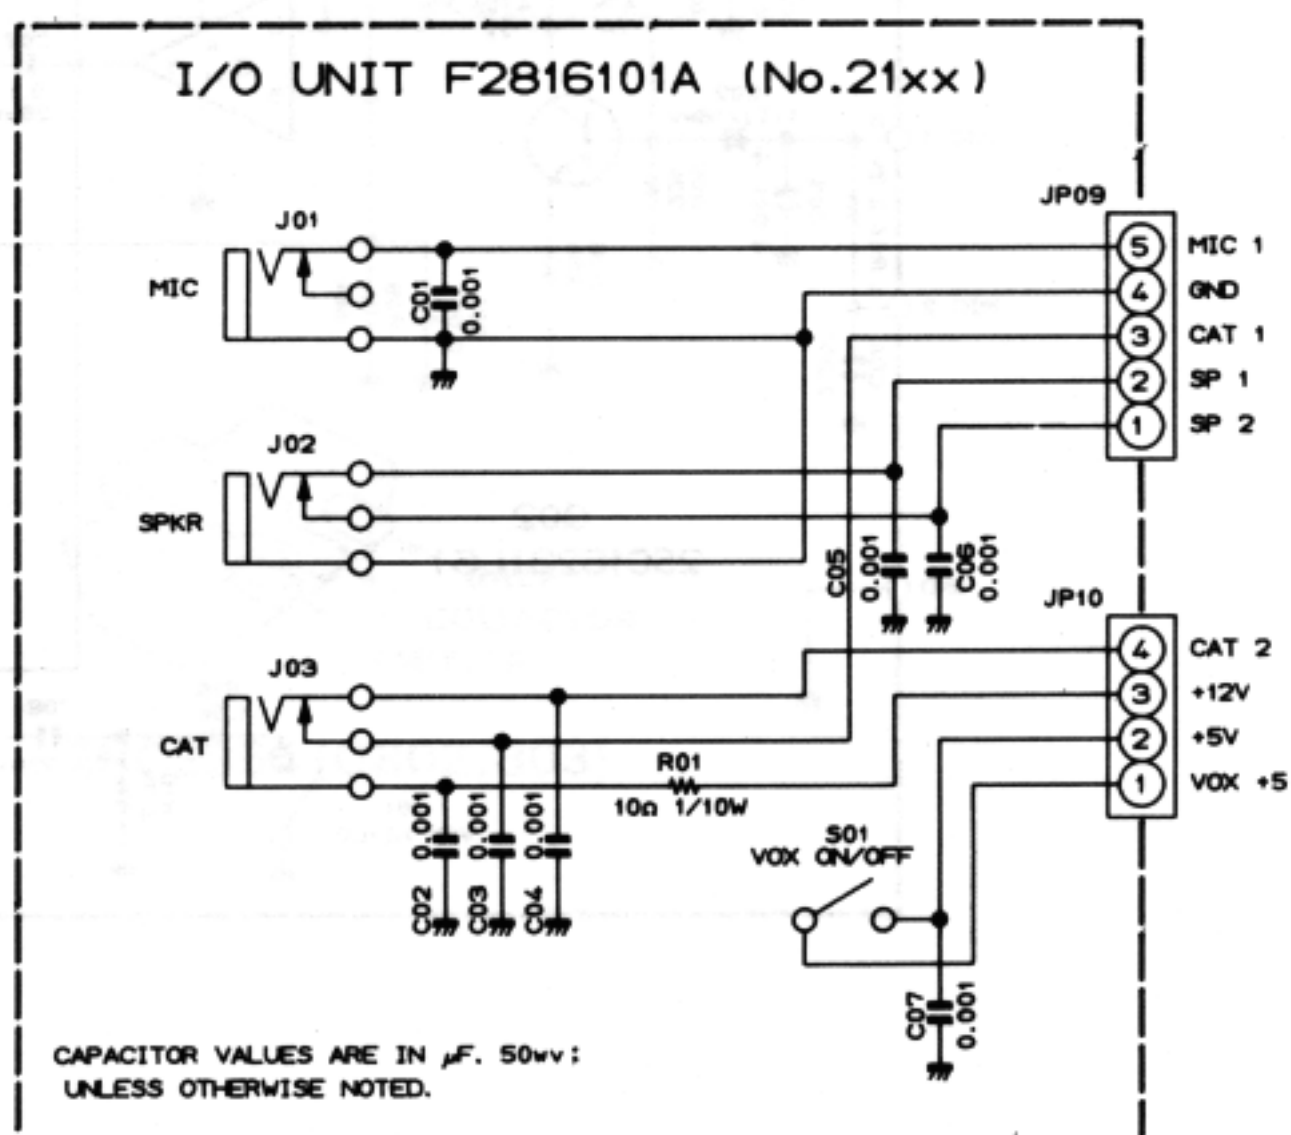 I/O UNIT F2816101A (No.21xx)
JP09
J01
MIC
C01
0.001
5 MIC 1
4 GND
3 CAT 1
2 SP 1
1 SP 2
J02
SPKR
C05
0.001
C06
0.001
JP10
J03
CAT
4 CAT 2
3 +12V
2 +5V
1 VOX +5
R01
10Ω 1/10W
0.001
0.001
0.001
C02
C03
C04
S01
VOX ON/OFF
C07
0.001
CAPACITOR VALUES ARE IN μF. 50wv;
UNLESS OTHERWISE NOTED.